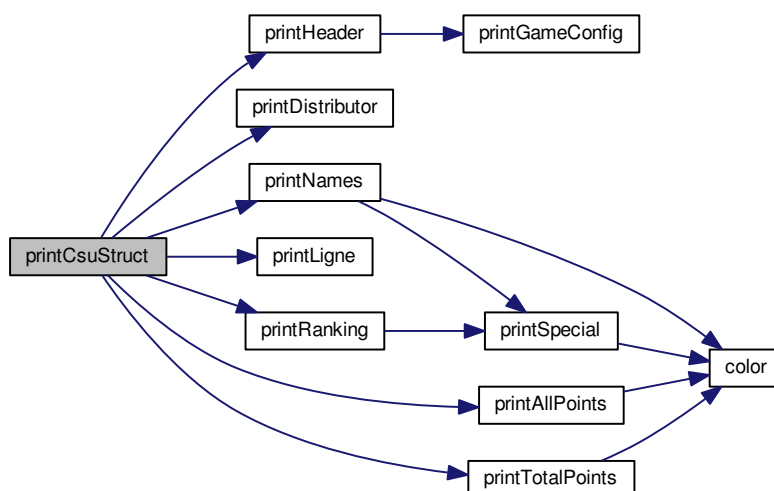 printHeader
printGameConfig
printDistributor
printNames
printCsuStruct
printLigne
printRanking
printSpecial
color
printAllPoints
printTotalPoints